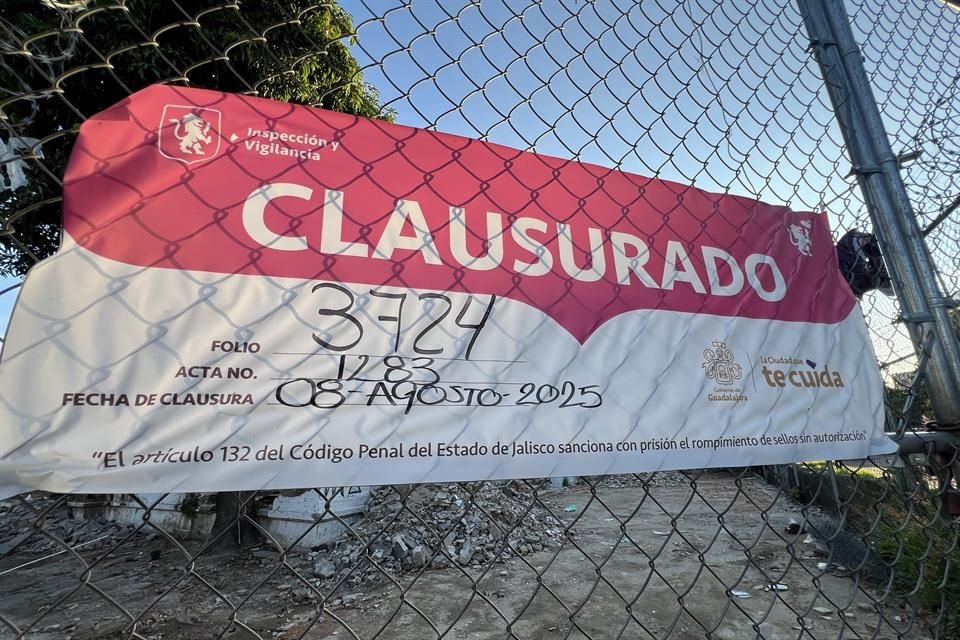 Inspección y
Vigilancia
CLAUSURADO
FOLIO 3724
ACTA NO. 1283
FECHA DE CLAUSURA 08-AGOSTO-2025
Gobierno de
Guadalajara
La Ciudad que
te cuida
"El artículo 132 del Código Penal del Estado de Jalisco sanciona con prisión el rompimiento de sellos sin autorización"